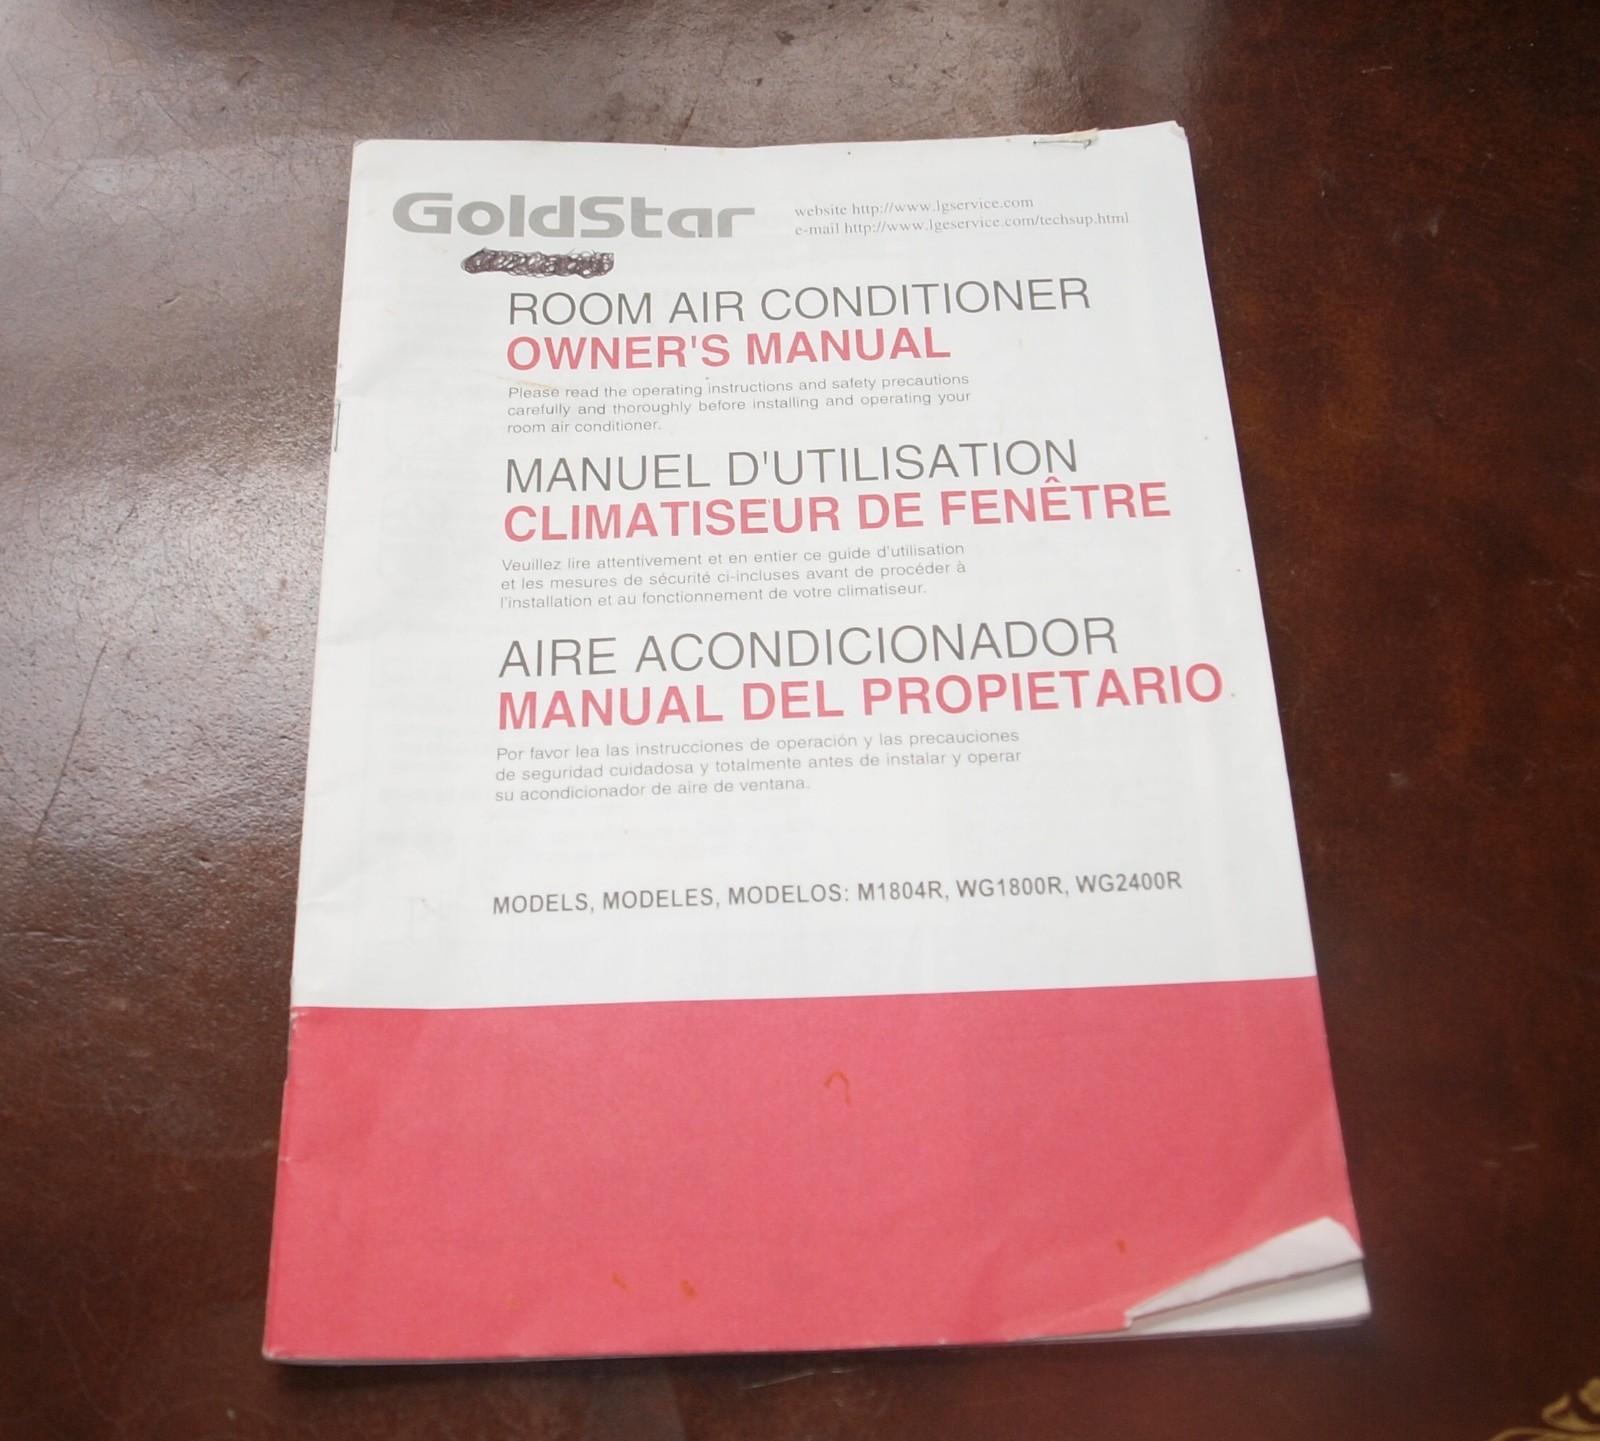 GoldStar
website http://www.lgservice.com
e-mail http://www.lgeservice.com/techsup.html
ROOM AIR CONDITIONER
OWNER'S MANUAL
Please read the operating instructions and safety precautions
carefully and thoroughly before installing and operating your
room air conditioner.
MANUEL D'UTILISATION
CLIMATISEUR DE FENÊTRE
Veuillez lire attentivement et en entier ce guide d'utilisation
et les mesures de sécurité ci-incluses avant de procéder à
l'installation et au fonctionnement de votre climatiseur.
AIRE ACONDICIONADOR
MANUAL DEL PROPIETARIO
Por favor lea las instrucciones de operación y las precauciones
de seguridad cuidadosa y totalmente antes de instalar y operar
su acondicionador de aire de ventana.
MODELS, MODELES, MODELOS: M1804R, WG1800R, WG2400R